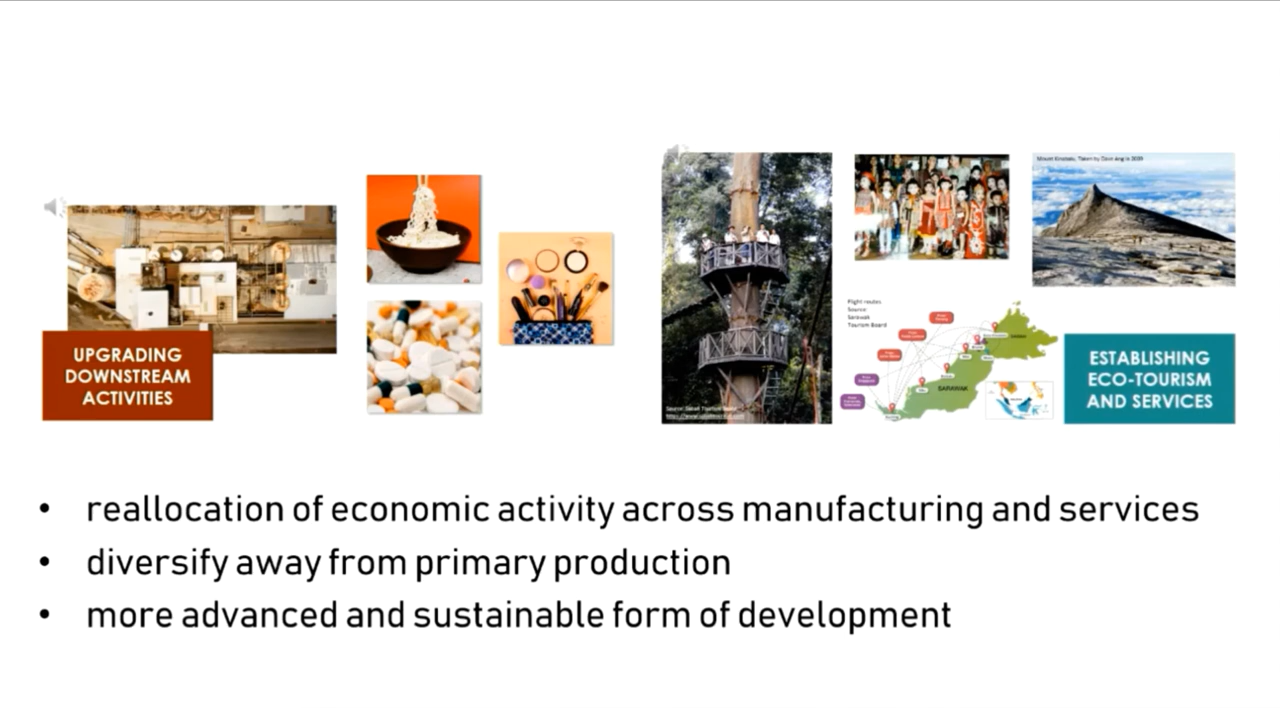 UPGRADING
DOWNSTREAM
ACTIVITIES
Mount Kinabalu, Taken by
Flight routes
Source
Sarawak
Tourism Board
SARAWAK
ESTABLISHING
ECO-TOURISM
AND SERVICES
• reallocation of economic activity across manufacturing and services
• diversify away from primary production
• more advanced and sustainable form of development